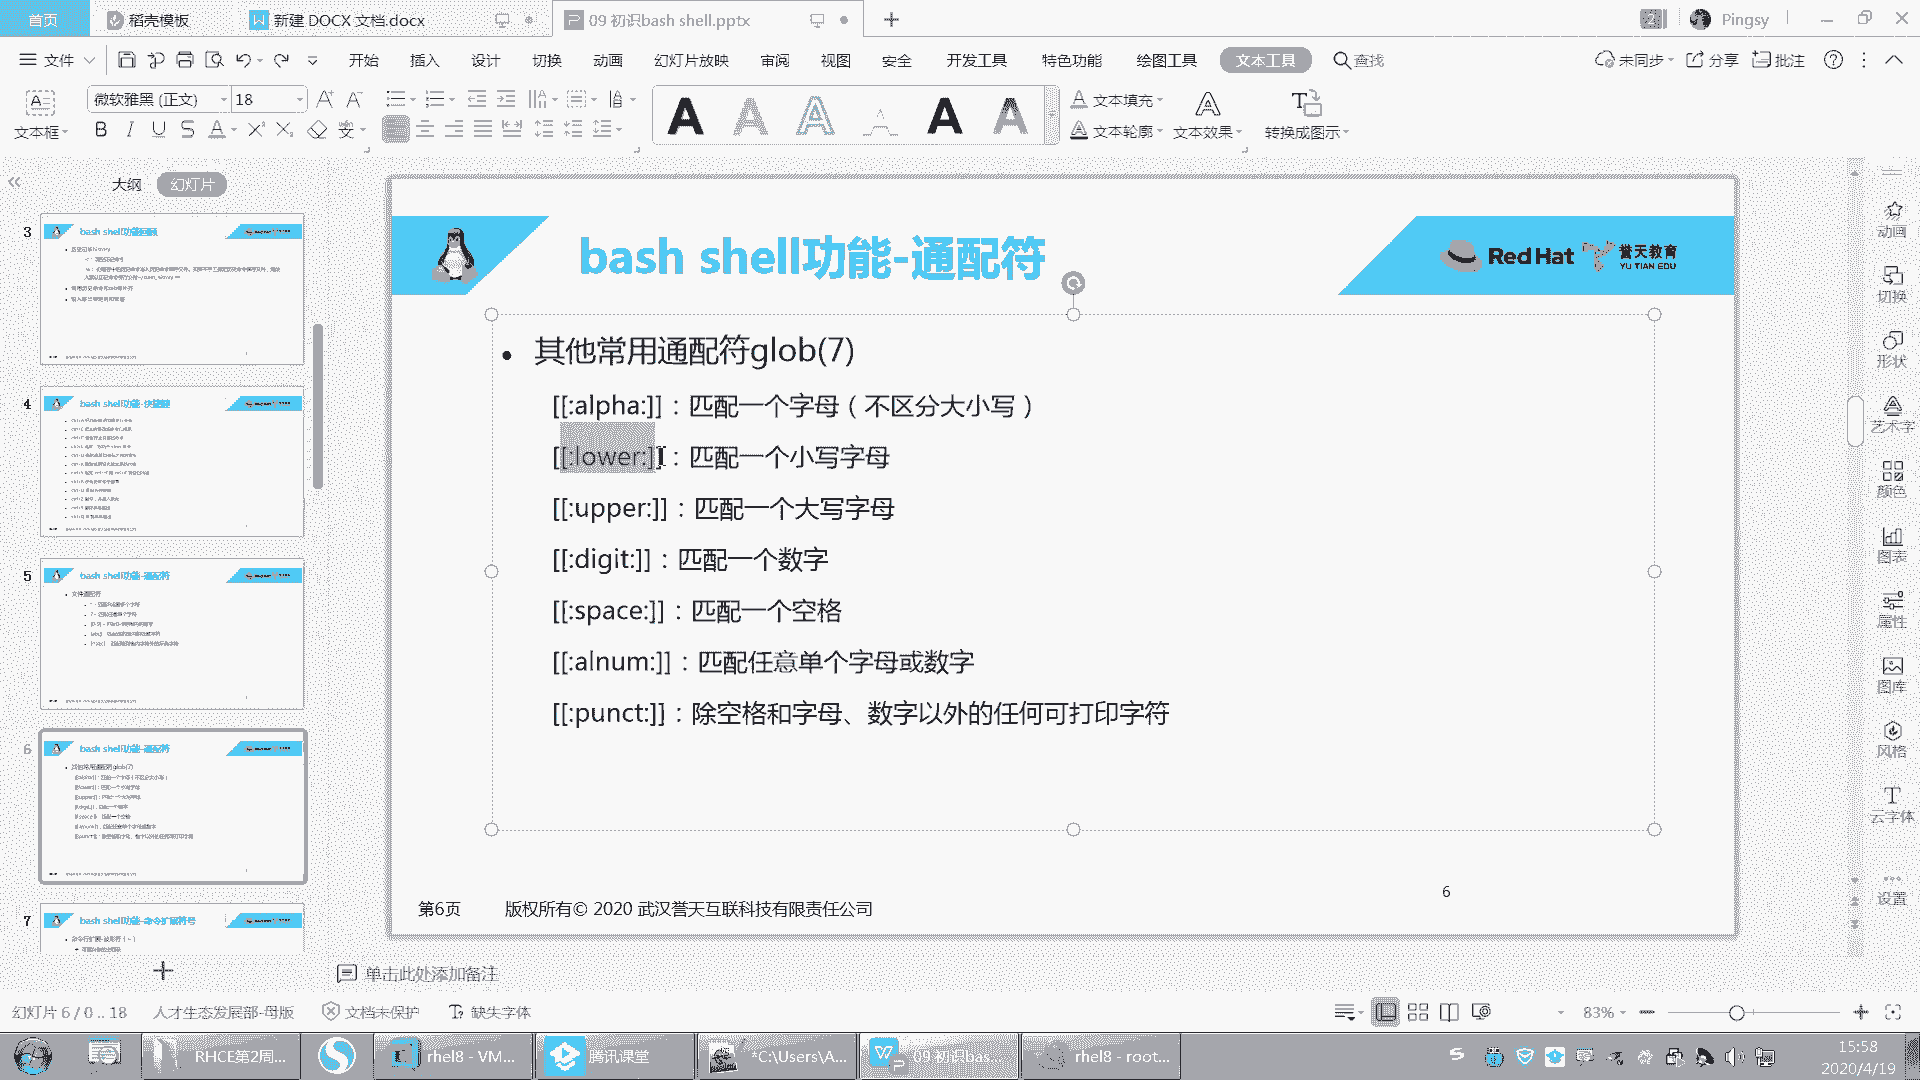 首页
稻壳模板
新建 DOCX 文档.docx
09 初识bash shell.pptx
Pingsy
文件
开始 插入 设计 切换 动画 幻灯片放映 审阅 视图 安全 开发工具 特色功能 绘图工具 文本工具 查找
未同步 分享 批注
文本框
微软雅黑 (正文) 18
文本填充
文本轮廓
文本效果
转换成图示
大纲 幻灯片
3
bash shell功能回顾
4
bash shell功能-快捷键
5
bash shell功能-通配符
文件通配符
6
bash shell功能-通配符
其他常用通配符glob(7)
7
bash shell功能-命令扩展符号
bash shell功能-通配符
Red Hat
誉天教育
YU TIAN EDU
• 其他常用通配符glob(7)
[[:alpha:]]：匹配一个字母（不区分大小写）
[[:lower:]]：匹配一个小写字母
[[:upper:]]：匹配一个大写字母
[[:digit:]]：匹配一个数字
[[:space:]]：匹配一个空格
[[:alnum:]]：匹配任意单个字母或数字
[[:punct:]]：除空格和字母、数字以外的任何可打印字符
6
第6页 版权所有© 2020 武汉誉天互联科技有限责任公司
动画
切换
形状
艺术字
颜色
图表
属性
图库
风格
云字体
设置
单击此处添加备注
幻灯片 6 / 0 .. 18 人才生态发展部-母版 文档未保护 缺失字体
83%
RHCE第2周...
rhel8 - VM...
腾讯课堂
*C:\Users\A...
09 初识bas...
rhel8 - root...
15:58
2020/4/19